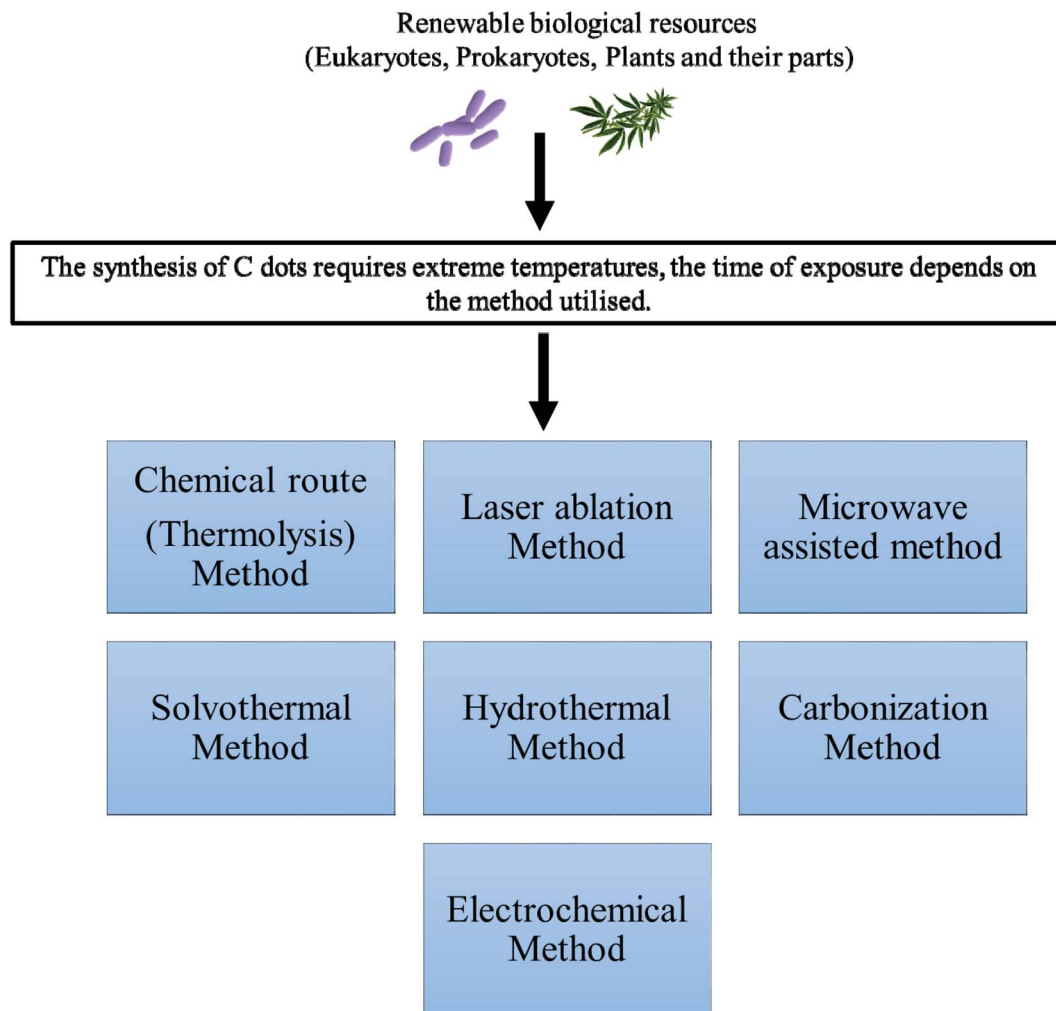 Renewable biological resources
(Eukaryotes, Prokaryotes, Plants and their parts)
The synthesis of C dots requires extreme temperatures, the time of exposure depends on
the method utilised.
Chemical route
(Thermolysis)
Method
Laser ablation
Method
Microwave
assisted method
Solvothermal
Method
Hydrothermal
Method
Carbonization
Method
Electrochemical
Method